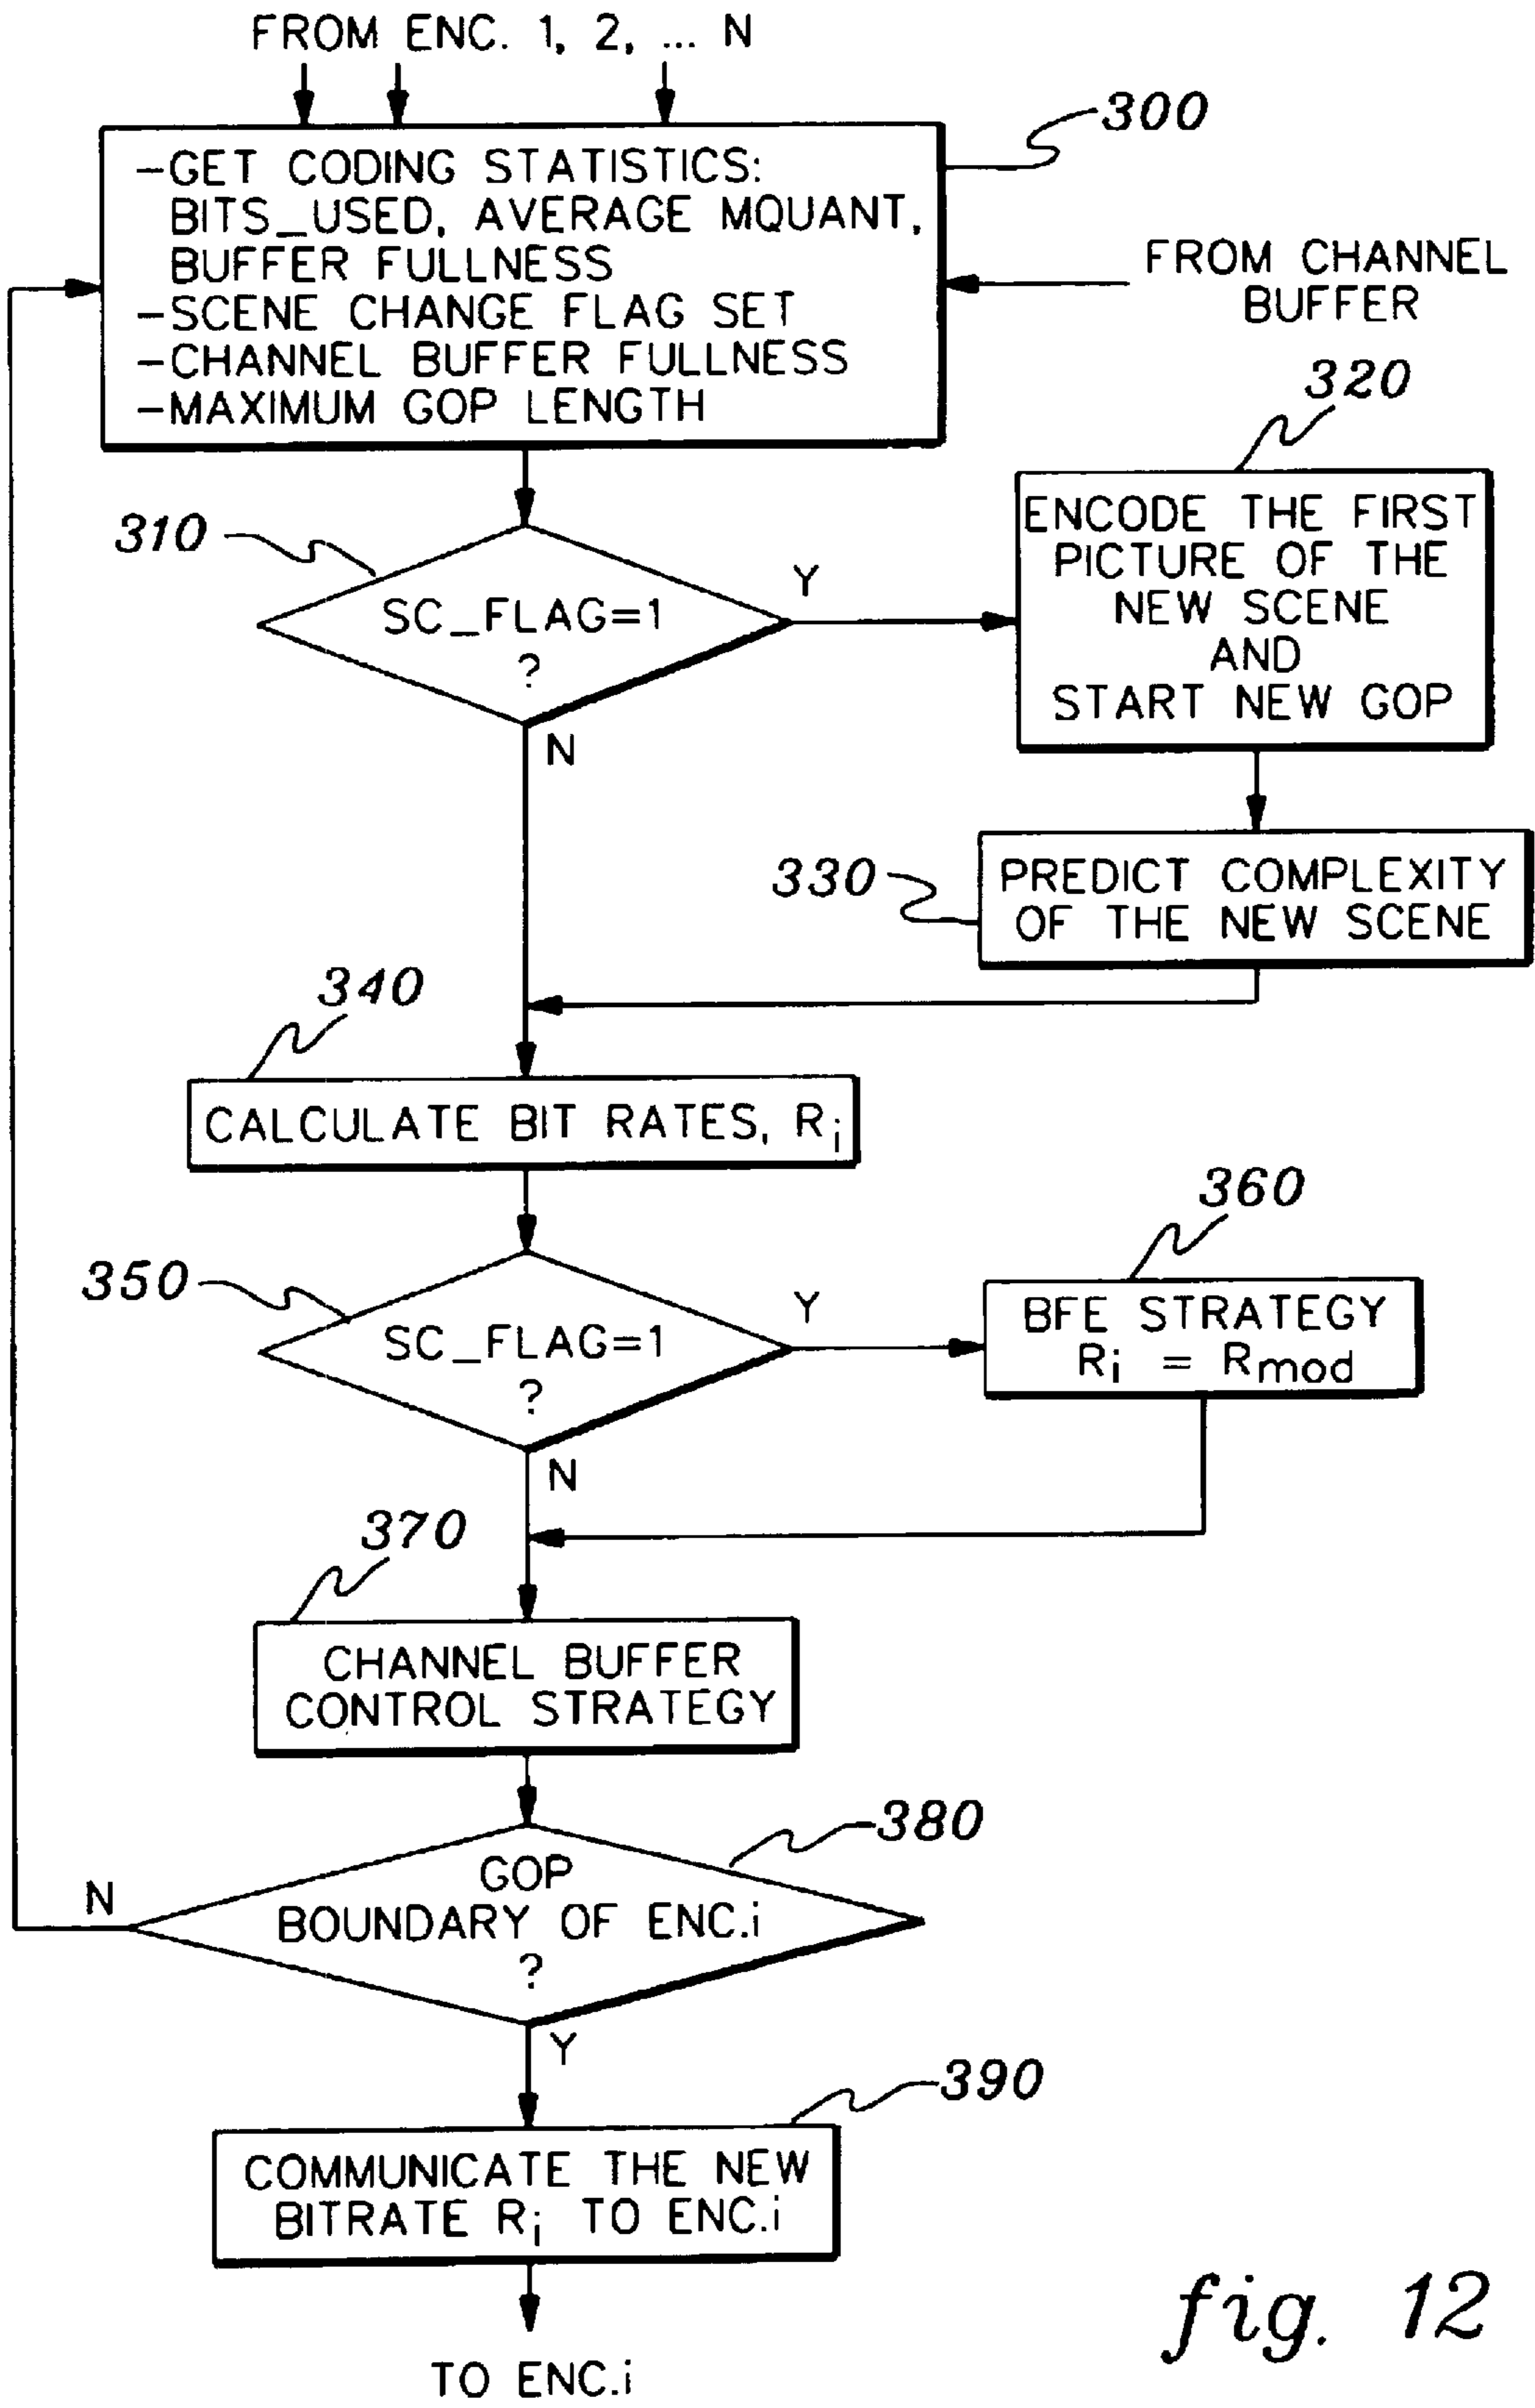 FROM ENC. 1, 2, ... N
300
-GET CODING STATISTICS:
BITS_USED, AVERAGE MQUANT,
BUFFER FULLNESS
-SCENE CHANGE FLAG SET
-CHANNEL BUFFER FULLNESS
-MAXIMUM GOP LENGTH
FROM CHANNEL
BUFFER
320
ENCODE THE FIRST
PICTURE OF THE
NEW SCENE
AND
START NEW GOP
310
SC_FLAG=1
?
Y
N
330
PREDICT COMPLEXITY
OF THE NEW SCENE
340
CALCULATE BIT RATES, Ri
350
SC_FLAG=1
?
Y
N
360
BFE STRATEGY
Ri = Rmod
370
CHANNEL BUFFER
CONTROL STRATEGY
380
GOP
BOUNDARY OF ENC.i
?
N
Y
390
COMMUNICATE THE NEW
BITRATE Ri TO ENC.i
TO ENC.i
fig. 12